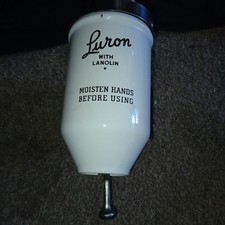 Luron
WITH
LANOLIN
MOISTEN HANDS
BEFORE USING